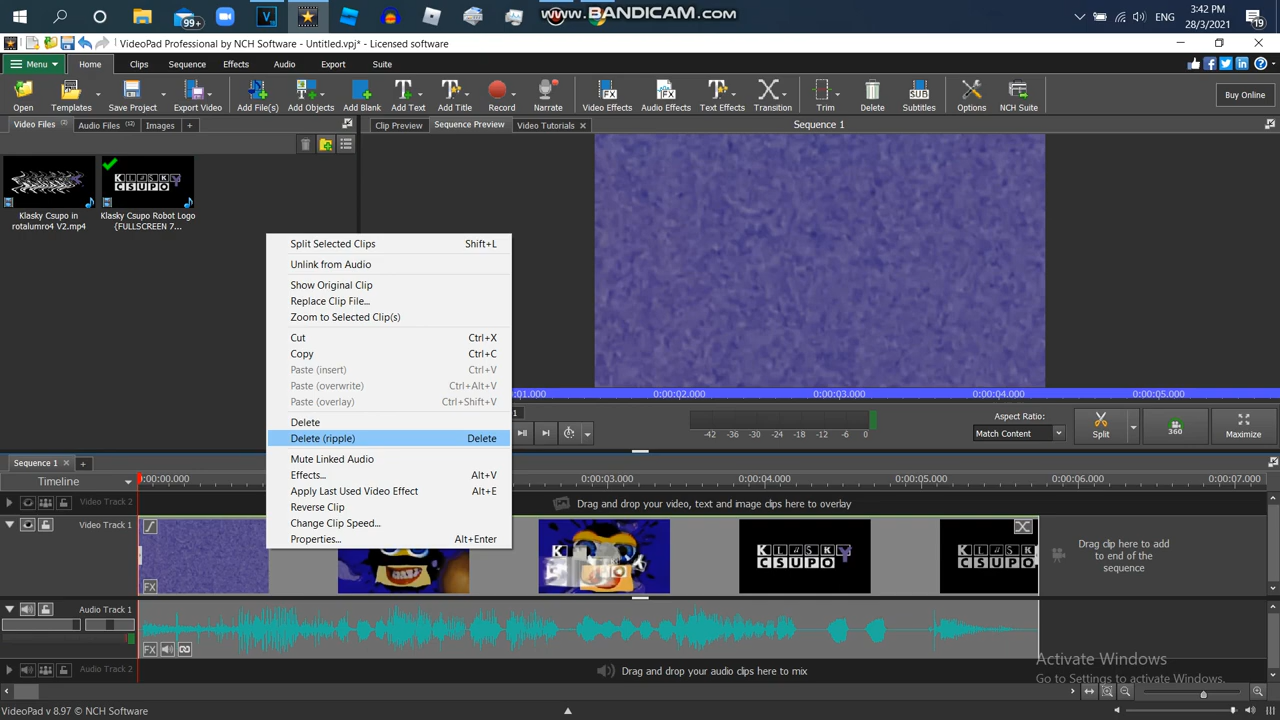 99+
www.BANDICAM.com
ENG
3:42 PM
28/3/2021
19
VideoPad Professional by NCH Software - Untitled.vpj* - Licensed software
Menu
Home
Clips
Sequence
Effects
Audio
Export
Suite
Open
Templates
Save Project
Export Video
Add File(s)
Add Objects
Add Blank
Add Text
Add Title
Record
Narrate
Video Effects
Audio Effects
Text Effects
Transition
Trim
Delete
Subtitles
Options
NCH Suite
Buy Online
Video Files (2)
Audio Files (12)
Images
+
Clip Preview
Sequence Preview
Video Tutorials
Sequence 1
Klasky Csupo in
rotalumro4 V2.mp4
Klasky Csupo Robot Logo
{FULLSCREEN 7...
Split Selected Clips Shift+L
Unlink from Audio
Show Original Clip
Replace Clip File...
Zoom to Selected Clip(s)
Cut Ctrl+X
Copy Ctrl+C
Paste (insert) Ctrl+V
Paste (overwrite) Ctrl+Alt+V
Paste (overlay) Ctrl+Shift+V
Delete
Delete (ripple) Delete
Mute Linked Audio
Effects... Alt+V
Apply Last Used Video Effect Alt+E
Reverse Clip
Change Clip Speed...
Properties... Alt+Enter
0:00:02.000
0:00:03.000
0:00:04.000
0:00:05.000
-42 -36 -30 -24 -18 -12 -6 0
Aspect Ratio:
Match Content
Split
360
Maximize
Sequence 1
Timeline
0:00:03.000
0:00:04.000
0:00:05.000
0:00:06.000
0:00:07.000
Video Track 2
Drag and drop your video, text and image clips here to overlay
Video Track 1
FX
KLASKY
CSUPO
Drag clip here to add
to end of the
sequence
Audio Track 1
FX
Audio Track 2
Drag and drop your audio clips here to mix
Activate Windows
Go to Settings to activate Windows.
VideoPad v 8.97 © NCH Software